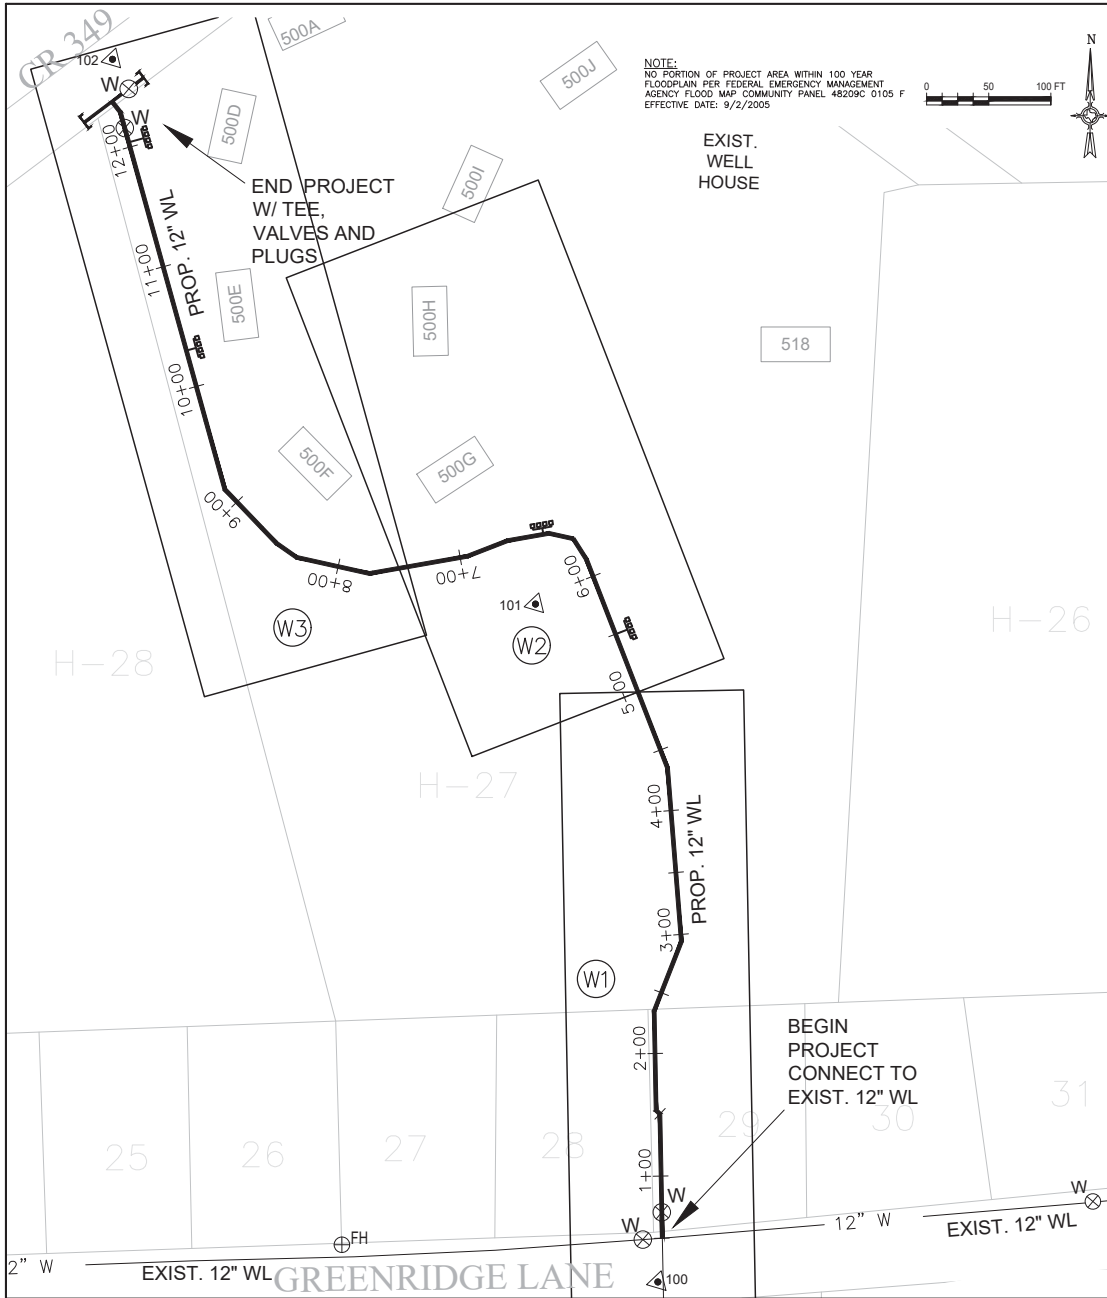 CR 349
102
W
W
500A
500J
500D
500I
NOTE:
NO PORTION OF PROJECT AREA WITHIN 100 YEAR
FLOODPLAIN PER FEDERAL EMERGENCY MANAGEMENT
AGENCY FLOOD MAP COMMUNITY PANEL 48209C 0105 F
EFFECTIVE DATE: 9/2/2005
0 50 100 FT
N
EXIST.
WELL
HOUSE
END PROJECT
W/ TEE,
VALVES AND
PLUGS
12+00
PROP. 12" WL
11+00
500E
500H
518
10+00
500F
500G
9+00
8+00
7+00
6+00
101
W3
W2
H-28
H-26
5+00
H-27
4+00
PROP. 12" WL
3+00
W1
2+00
BEGIN
PROJECT
CONNECT TO
EXIST. 12" WL
25
26
27
28
29
30
31
1+00
W
W
W
FH
12" W
EXIST. 12" WL
2" W
EXIST. 12" WL
GREENRIDGE LANE
100